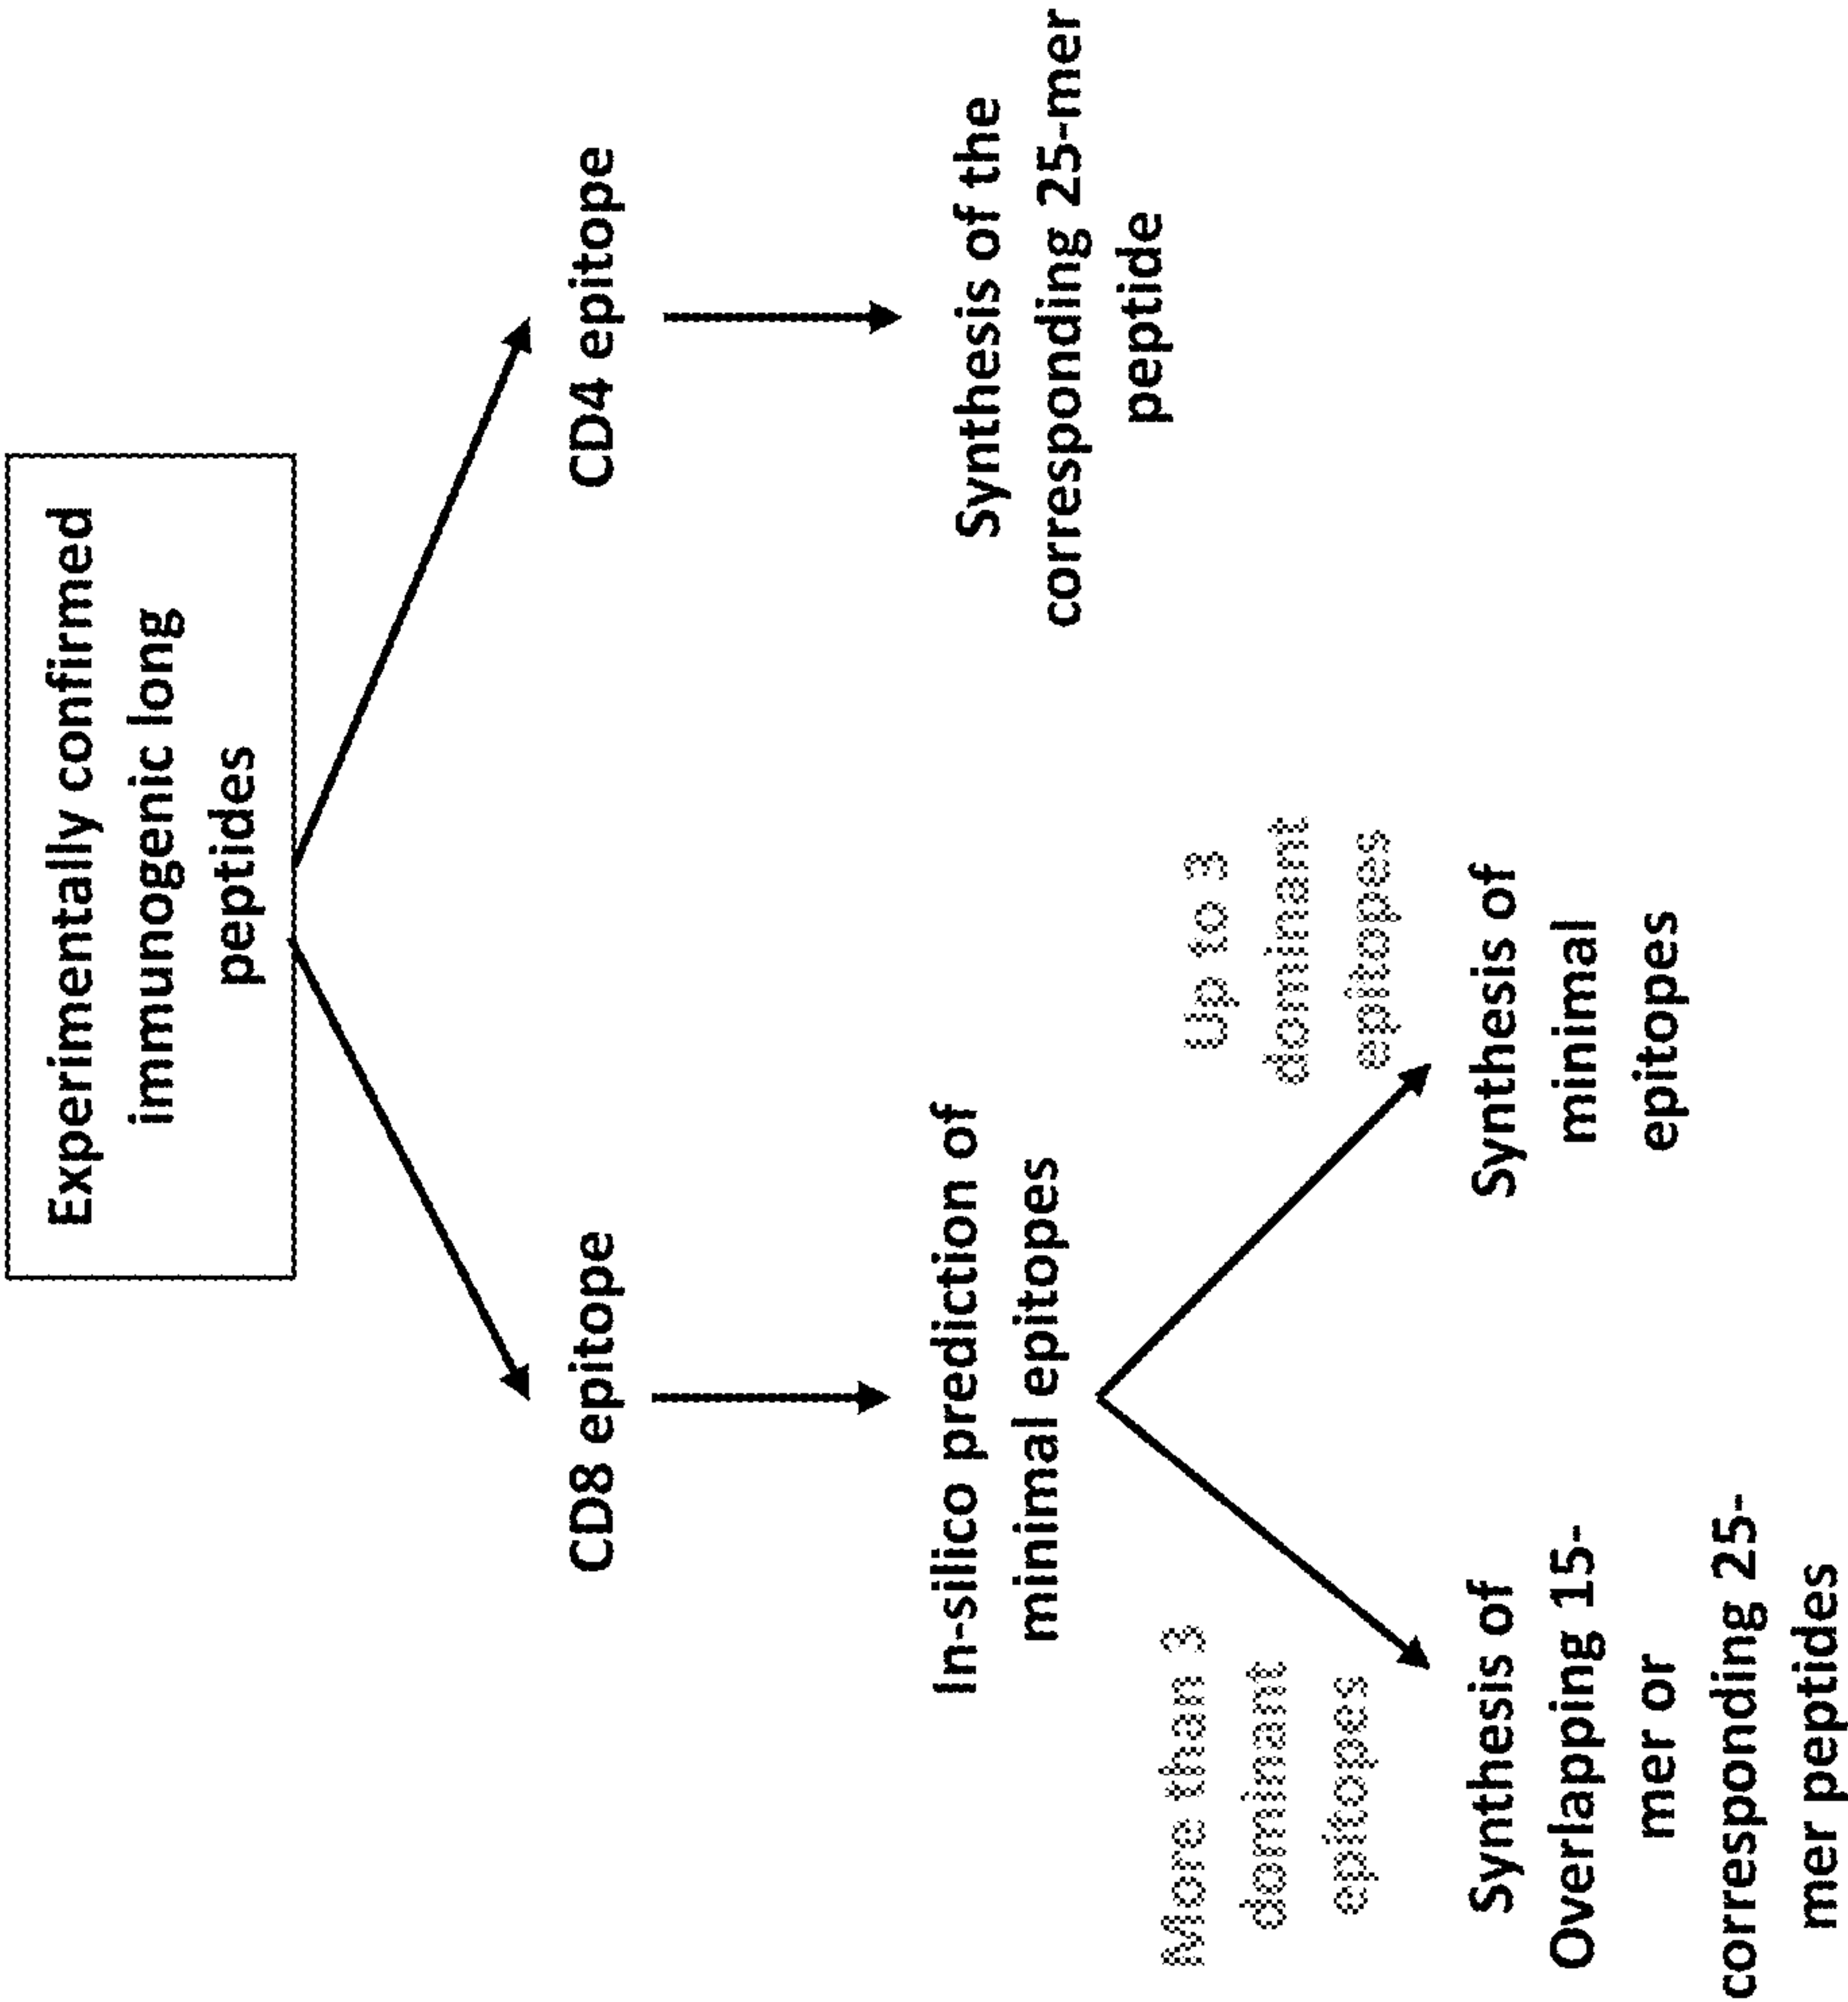 Experimentally confirmed
immunogenic long
peptides
CD8 epitope
CD4 epitope
In-silico prediction of
minimal epitopes
Synthesis of the
corresponding 25-mer
peptide
More than 3
dominant
epitopes
Up to 3
dominant
epitopes
Synthesis of
Overlapping 15-
mer or
corresponding 25-
mer peptides
Synthesis of
minimal
epitopes